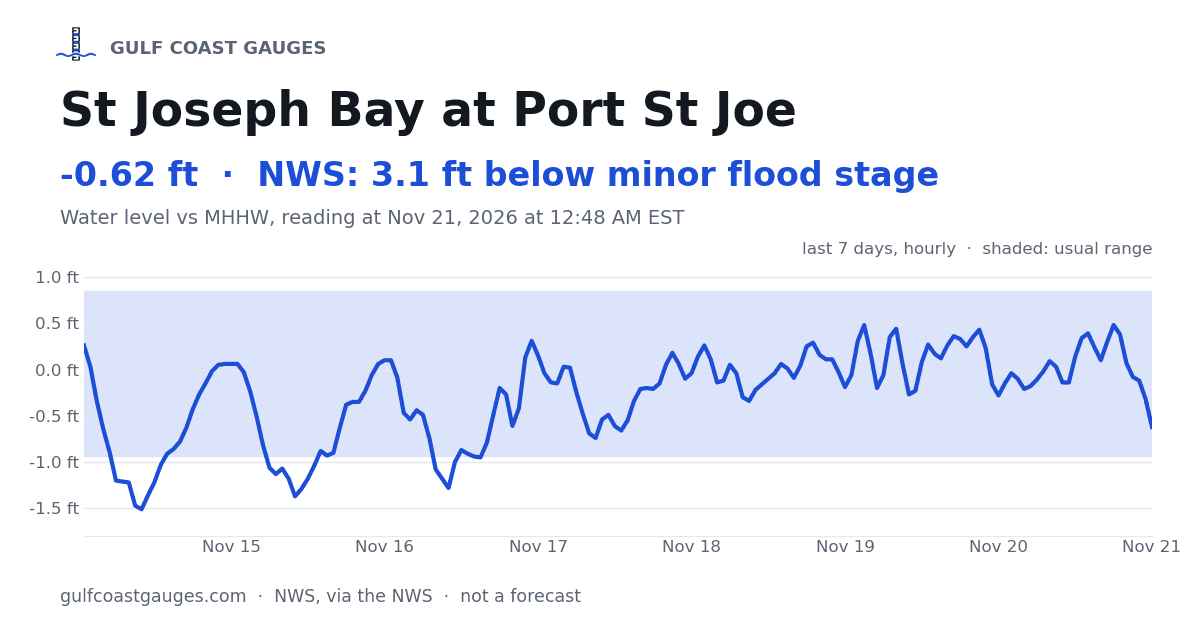 GULF COAST GAUGES
St Joseph Bay at Port St Joe
-0.62 ft · NWS: 3.1 ft below minor flood stage
Water level vs MHHW, reading at Nov 21, 2026 at 12:48 AM EST
last 7 days, hourly · shaded: usual range
1.0 ft
0.5 ft
0.0 ft
-0.5 ft
-1.0 ft
-1.5 ft
Nov 15 Nov 16 Nov 17 Nov 18 Nov 19 Nov 20 Nov 21
gulfcoastgauges.com · NWS, via the NWS · not a forecast